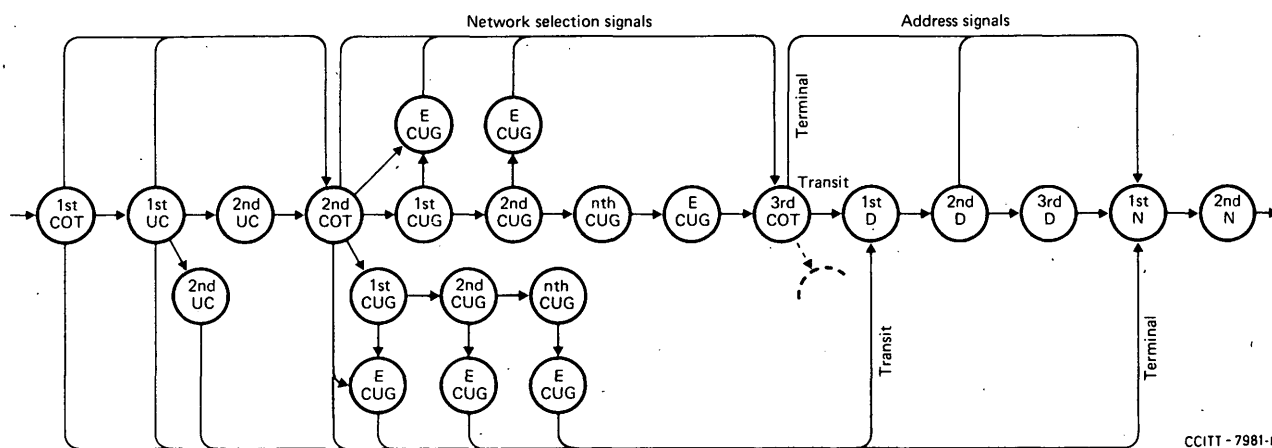 Network selection signals
Address signals
E
CUG
E
CUG
Terminal
Transit
1st
COT
1st
UC
2nd
UC
2nd
COT
1st
CUG
2nd
CUG
nth
CUG
E
CUG
3rd
COT
1st
D
2nd
D
3rd
D
1st
N
2nd
N
2nd
UC
1st
CUG
2nd
CUG
nth
CUG
E
CUG
E
CUG
E
CUG
Transit
Terminal